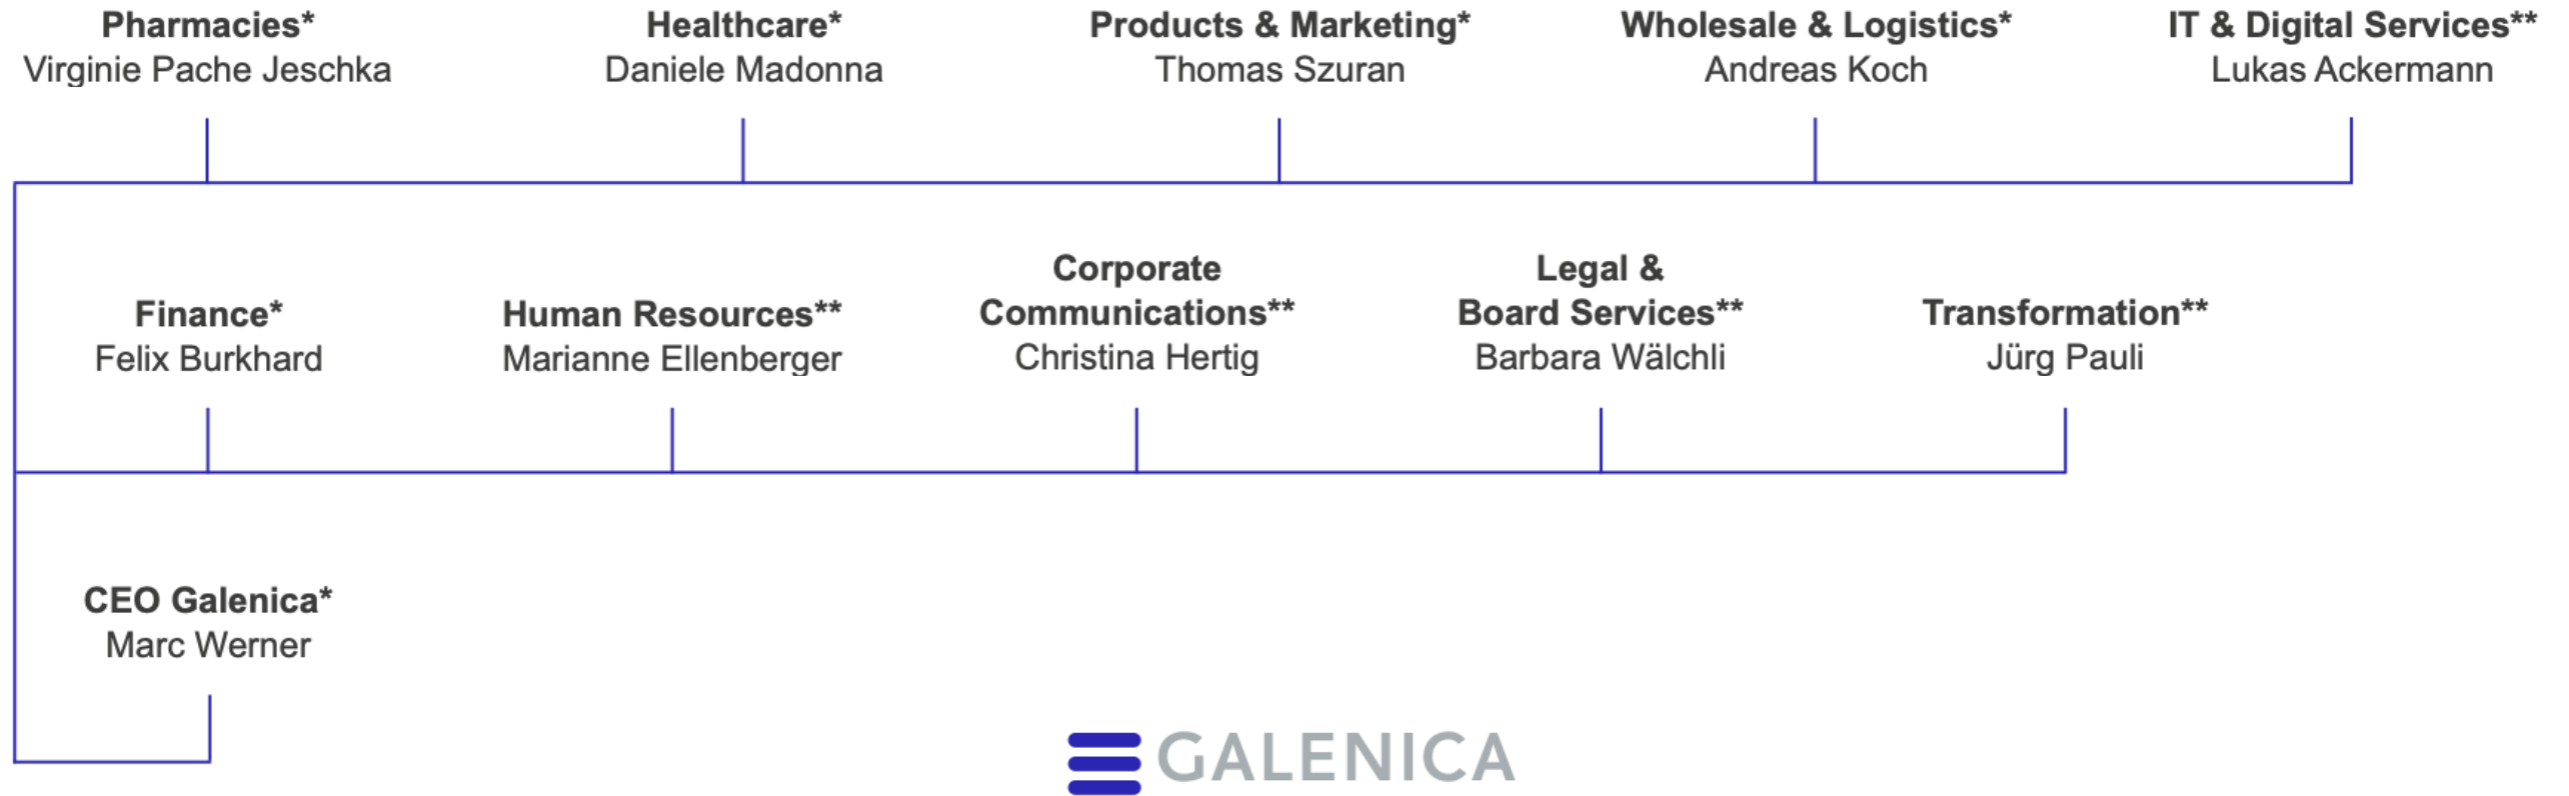 Pharmacies*
Virginie Pache Jeschka
Healthcare*
Daniele Madonna
Products & Marketing*
Thomas Szuran
Wholesale & Logistics*
Andreas Koch
IT & Digital Services**
Lukas Ackermann
Finance*
Felix Burkhard
Human Resources**
Marianne Ellenberger
Corporate
Communications**
Christina Hertig
Legal &
Board Services**
Barbara Wälchli
Transformation**
Jürg Pauli
CEO Galenica*
Marc Werner
GALENICA